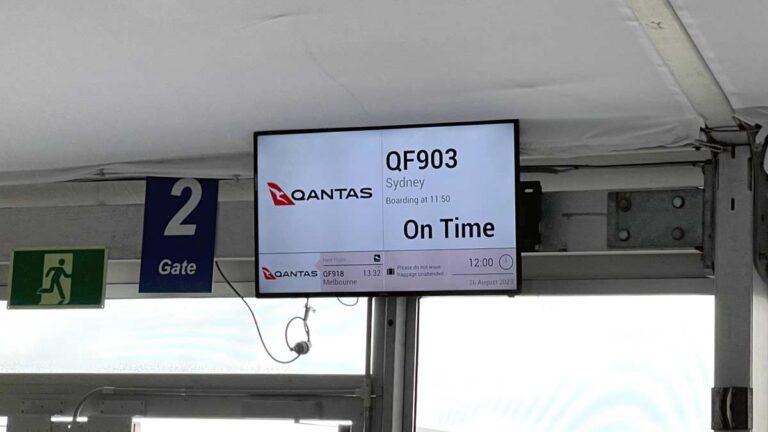 2
Gate
QANTAS
QF903
Sydney
Boarding at 11:50
On Time
QANTAS
Next Flight
QF918 13:32
Melbourne
Please do not leave
baggage unattended.
12:00
26 August 2023